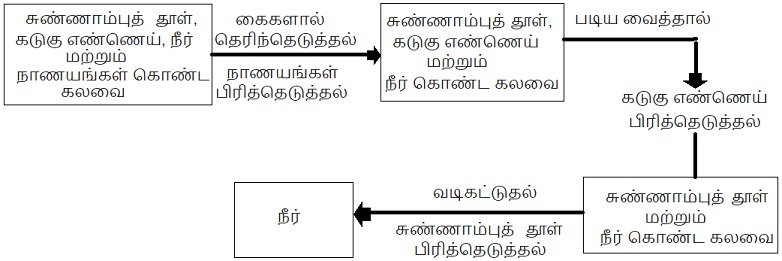 சுண்ணாம்புத் தூள்,
கடுகு எண்ணெய், நீர்
மற்றும்
நாணயங்கள் கொண்ட
கலவை
கைகளால்
தெரிந்தெடுத்தல்
நாணயங்கள்
பிரித்தெடுத்தல்
சுண்ணாம்புத் தூள்,
கடுகு எண்ணெய்
மற்றும்
நீர் கொண்ட கலவை
படிய வைத்தால்
கடுகு எண்ணெய்
பிரித்தெடுத்தல்
சுண்ணாம்புத் தூள்
மற்றும்
நீர் கொண்ட கலவை
வடிகட்டுதல்
சுண்ணாம்புத் தூள்
பிரித்தெடுத்தல்
நீர்